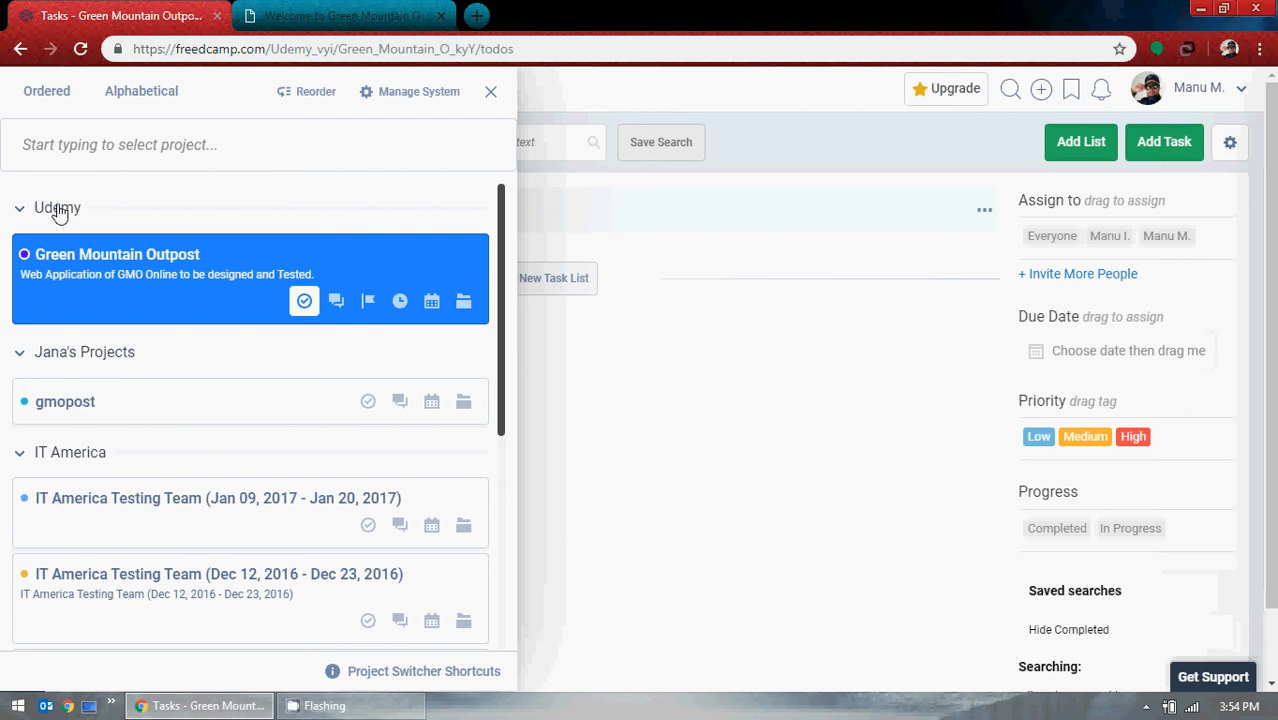 Tasks - Green Mountain Outpo...
Welcome to Green Mountain O
https://freedcamp.com/Udemy_vyi/Green_Mountain_O_kyY/todos
Ordered
Alphabetical
Reorder
Manage System
Upgrade
Manu M.
Start typing to select project...
text
Save Search
Add List
Add Task
Udemy
Green Mountain Outpost
Web Application of GMO Online to be designed and Tested.
New Task List
Jana's Projects
gmopost
IT America
IT America Testing Team (Jan 09, 2017 - Jan 20, 2017)
IT America Testing Team (Dec 12, 2016 - Dec 23, 2016)
IT America Testing Team (Dec 12, 2016 - Dec 23, 2016)
Project Switcher Shortcuts
Assign to drag to assign
Everyone Manu I. Manu M.
+ Invite More People
Due Date drag to assign
Choose date then drag me
Priority drag tag
Low Medium High
Progress
Completed In Progress
Saved searches
Hide Completed
Searching:
Get Support
Tasks - Green Mount...
Flashing
3:54 PM